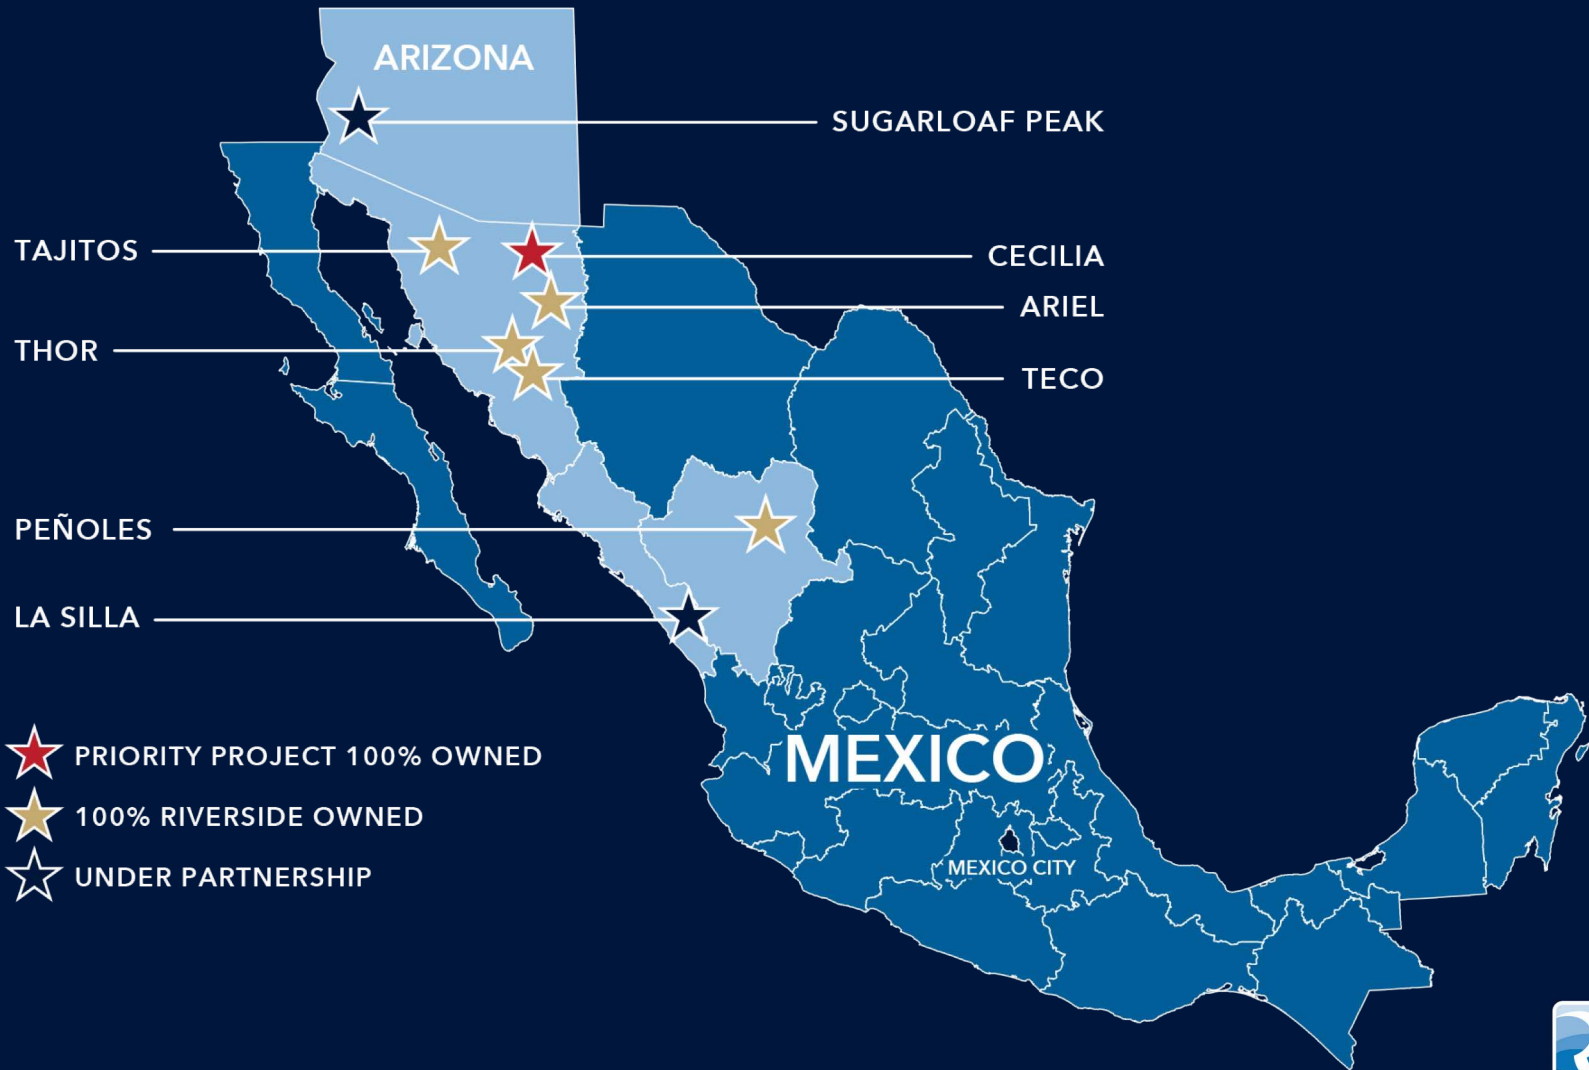 ARIZONA
SUGARLOAF PEAK
TAJITOS
CECILIA
ARIEL
THOR
TECO
PEÑOLES
LA SILLA
PRIORITY PROJECT 100% OWNED
MEXICO
100% RIVERSIDE OWNED
MEXICO CITY
UNDER PARTNERSHIP